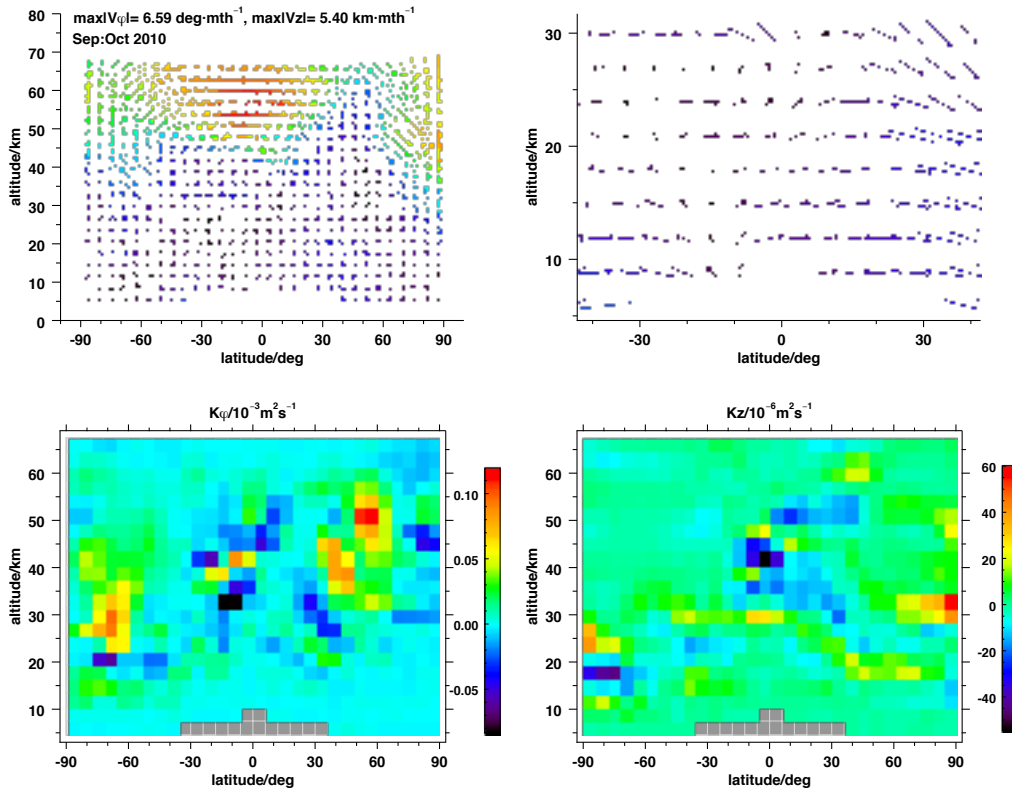 max|Vφ|= 6.59 deg·mth⁻¹, max|Vz|= 5.40 km·mth⁻¹
Sep:Oct 2010
80
70
60
50
40
30
20
10
0
altitude/km
-90 -60 -30 0 30 60 90
latitude/deg
30
20
10
altitude/km
-30 0 30
latitude/deg
Kφ/10⁻³m²s⁻¹
60
50
40
30
20
10
altitude/km
-90 -60 -30 0 30 60 90
latitude/deg
0.10
0.05
0.00
-0.05
Kz/10⁻⁶m²s⁻¹
60
50
40
30
20
10
altitude/km
-90 -60 -30 0 30 60 90
latitude/deg
60
40
20
0
-20
-40